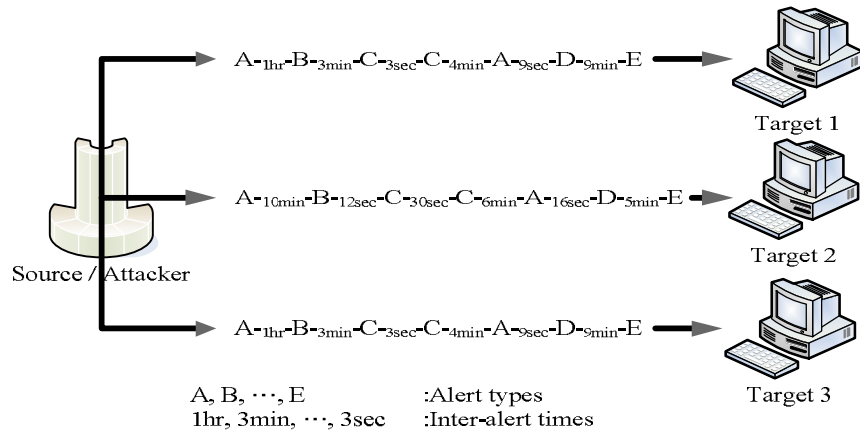 A-1hr-B-3min-C-3sec-C-4min-A-9sec-D-9min-E
Target 1
A-10min-B-12sec-C-30sec-C-6min-A-16sec-D-5min-E
Target 2
Source / Attacker
A-1hr-B-3min-C-3sec-C-4min-A-9sec-D-9min-E
Target 3
A, B, ···, E :Alert types
1hr, 3min, ···, 3sec :Inter-alert times